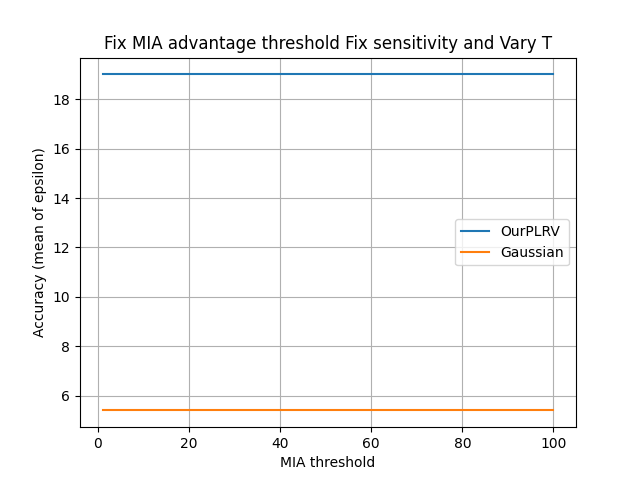 Fix MIA advantage threshold Fix sensitivity and Vary T
18
16
14
12
10
8
6
Accuracy (mean of epsilon)
OurPLRV
Gaussian
0
20
40
60
80
100
MIA threshold